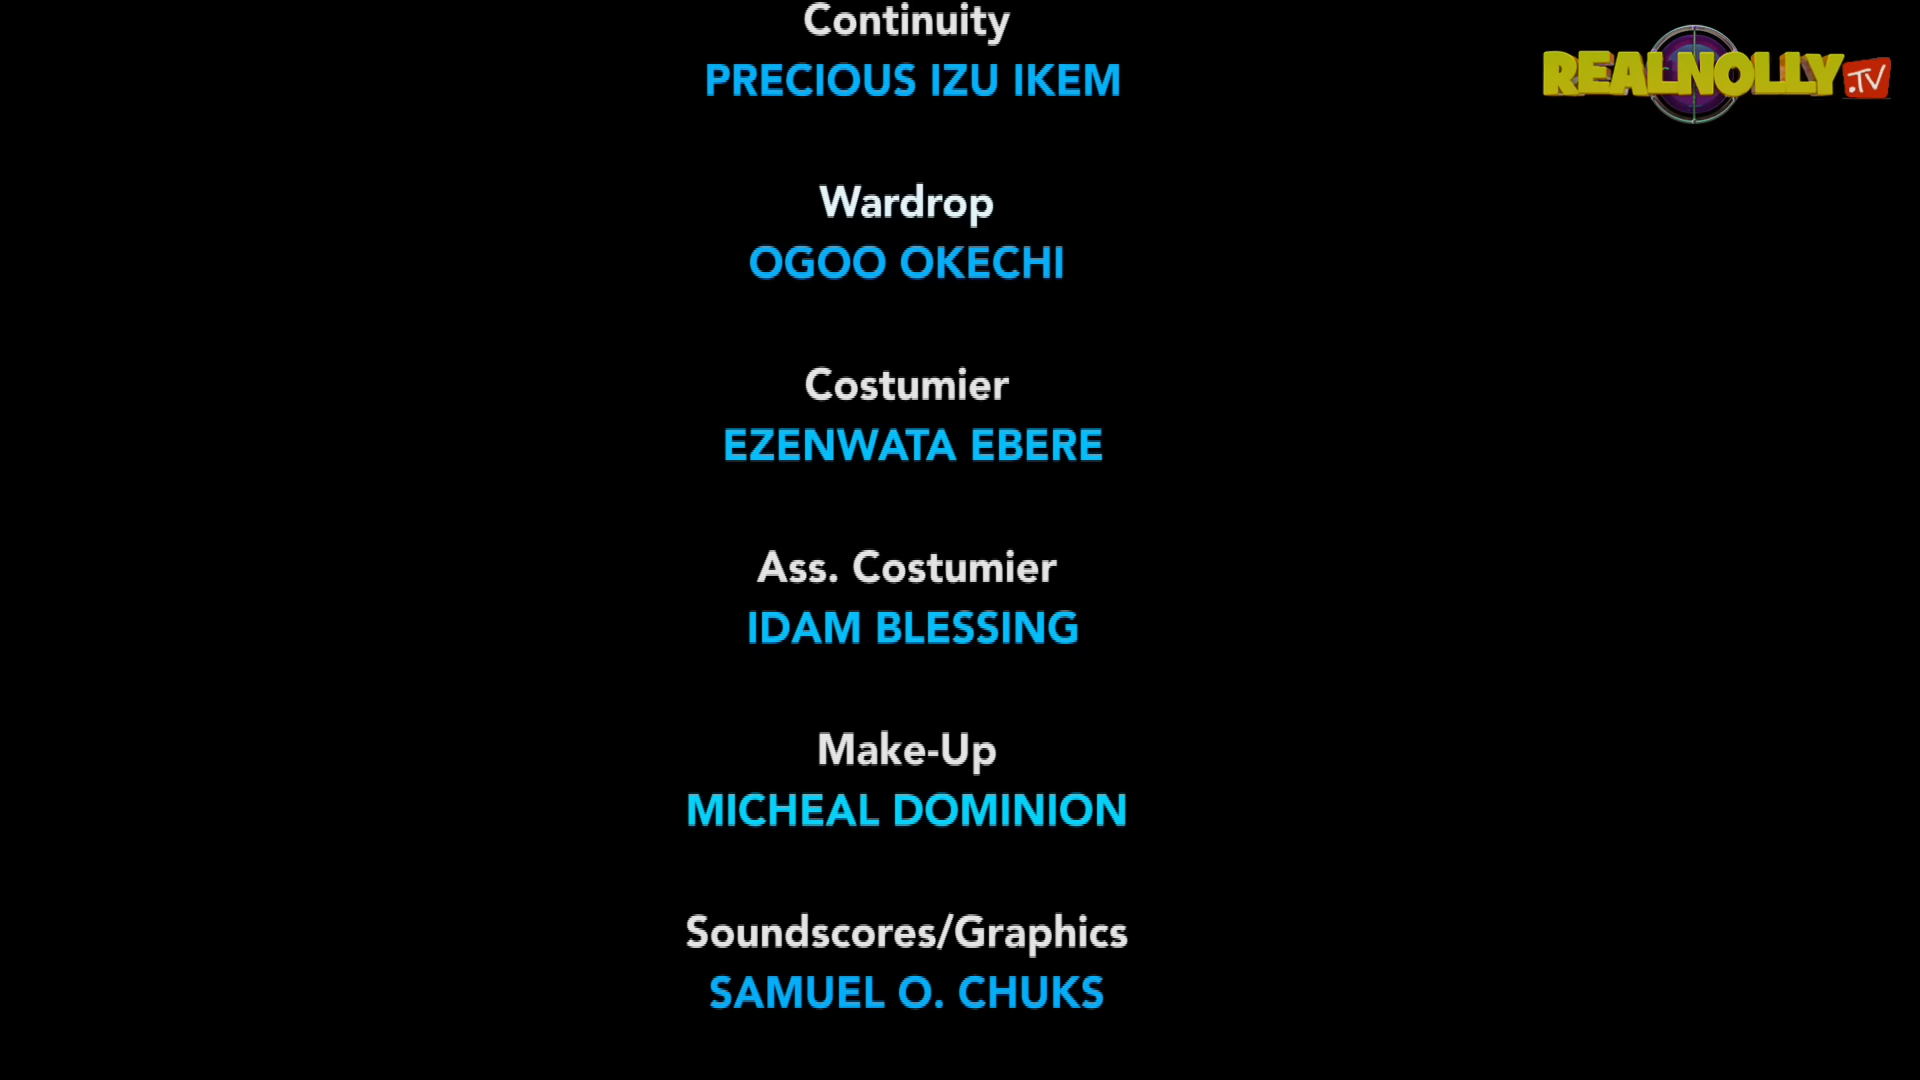 Continuity
PRECIOUS IZU IKEM
REALNOLLY.TV
Wardrop
OGOO OKECHI
Costumier
EZENWATA EBERE
Ass. Costumier
IDAM BLESSING
Make-Up
MICHEAL DOMINION
Soundscores/Graphics
SAMUEL O. CHUKS